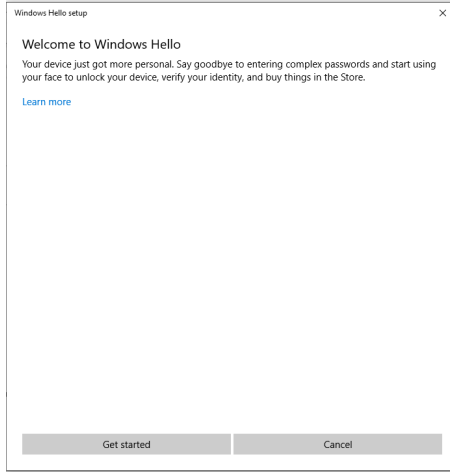 Windows Hello setup
Welcome to Windows Hello
Your device just got more personal. Say goodbye to entering complex passwords and start using
your face to unlock your device, verify your identity, and buy things in the Store.
Learn more
Get started
Cancel